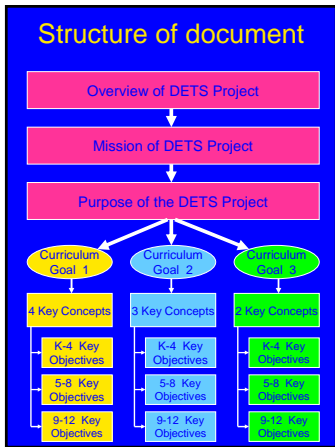 Structure of document
Overview of DETS Project
Mission of DETS Project
Purpose of the DETS Project
Curriculum
Goal 1
Curriculum
Goal 2
Curriculum
Goal 3
4 Key Concepts
3 Key Concepts
2 Key Concepts
K-4 Key
Objectives
K-4 Key
Objectives
K-4 Key
Objectives
5-8 Key
Objectives
5-8 Key
Objectives
5-8 Key
Objectives
9-12 Key
Objectives
9-12 Key
Objectives
9-12 Key
Objectives